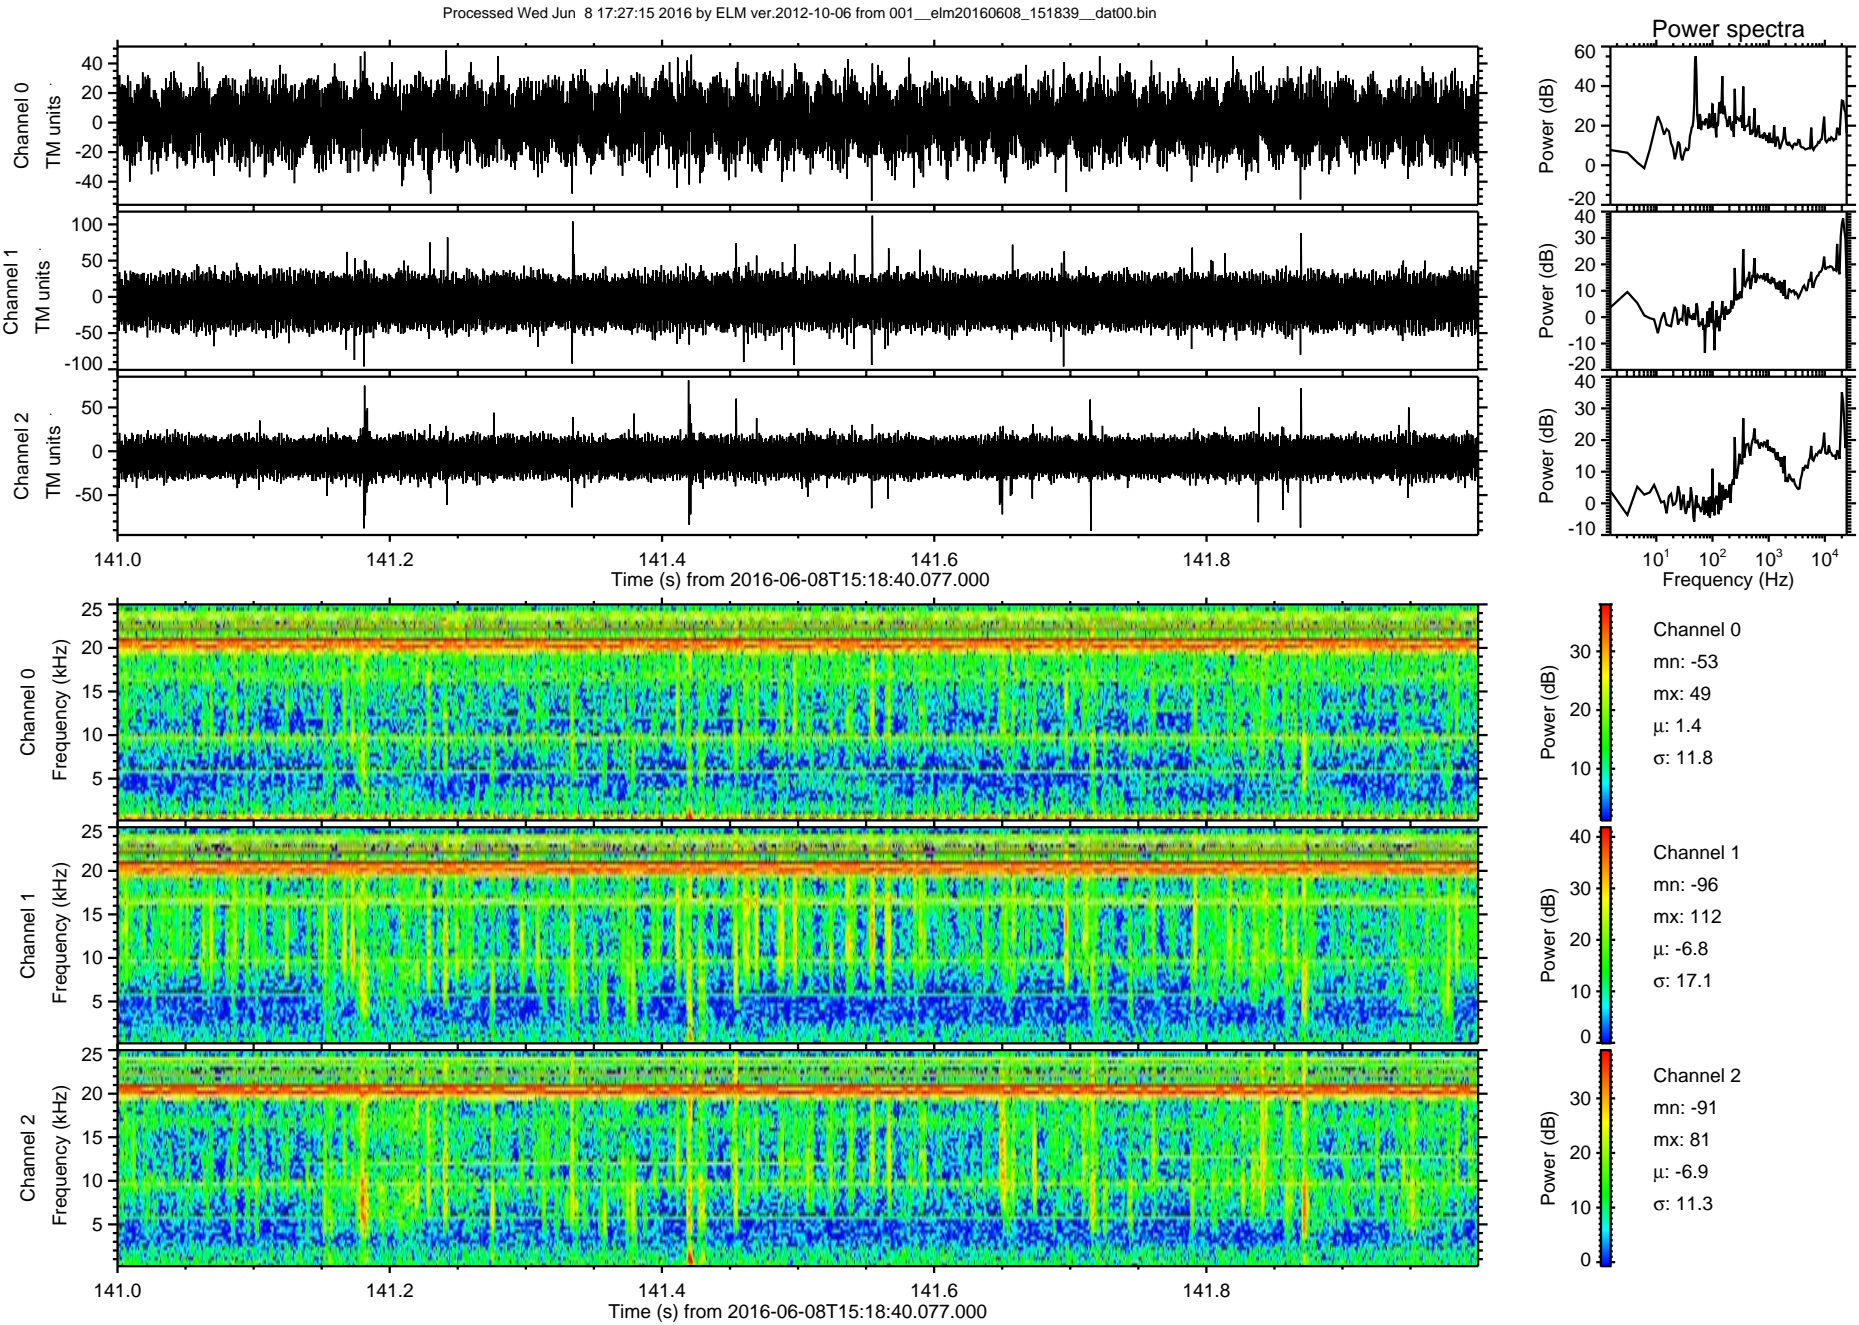 Processed Wed Jun  8 17:27:15 2016 by ELM ver.2012-10-06 from 001__elm20160608_151839__dat00.bin
Power spectra
Channel 0
TM units
40
20
0
-20
-40
Power (dB)
60
40
20
0
-20
Channel 1
TM units
100
50
0
-50
-100
Power (dB)
40
30
20
10
0
-10
-20
Channel 2
TM units
50
0
-50
Power (dB)
40
30
20
10
0
-10
141.0
141.2
141.4
141.6
141.8
Time (s) from 2016-06-08T15:18:40.077.000
10^1
10^2
10^3
10^4
Frequency (Hz)
Channel 0
Frequency (kHz)
25
20
15
10
5
Power (dB)
30
20
10
Channel 0
mn: -53
mx: 49
μ: 1.4
σ: 11.8
Channel 1
Frequency (kHz)
25
20
15
10
5
Power (dB)
40
30
20
10
0
Channel 1
mn: -96
mx: 112
μ: -6.8
σ: 17.1
Channel 2
Frequency (kHz)
25
20
15
10
5
Power (dB)
30
20
10
0
Channel 2
mn: -91
mx: 81
μ: -6.9
σ: 11.3
141.0
141.2
141.4
141.6
141.8
Time (s) from 2016-06-08T15:18:40.077.000